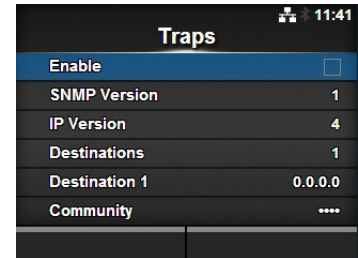 11:41
Traps
Enable
SNMP Version 1
IP Version 4
Destinations 1
Destination 1 0.0.0.0
Community ••••